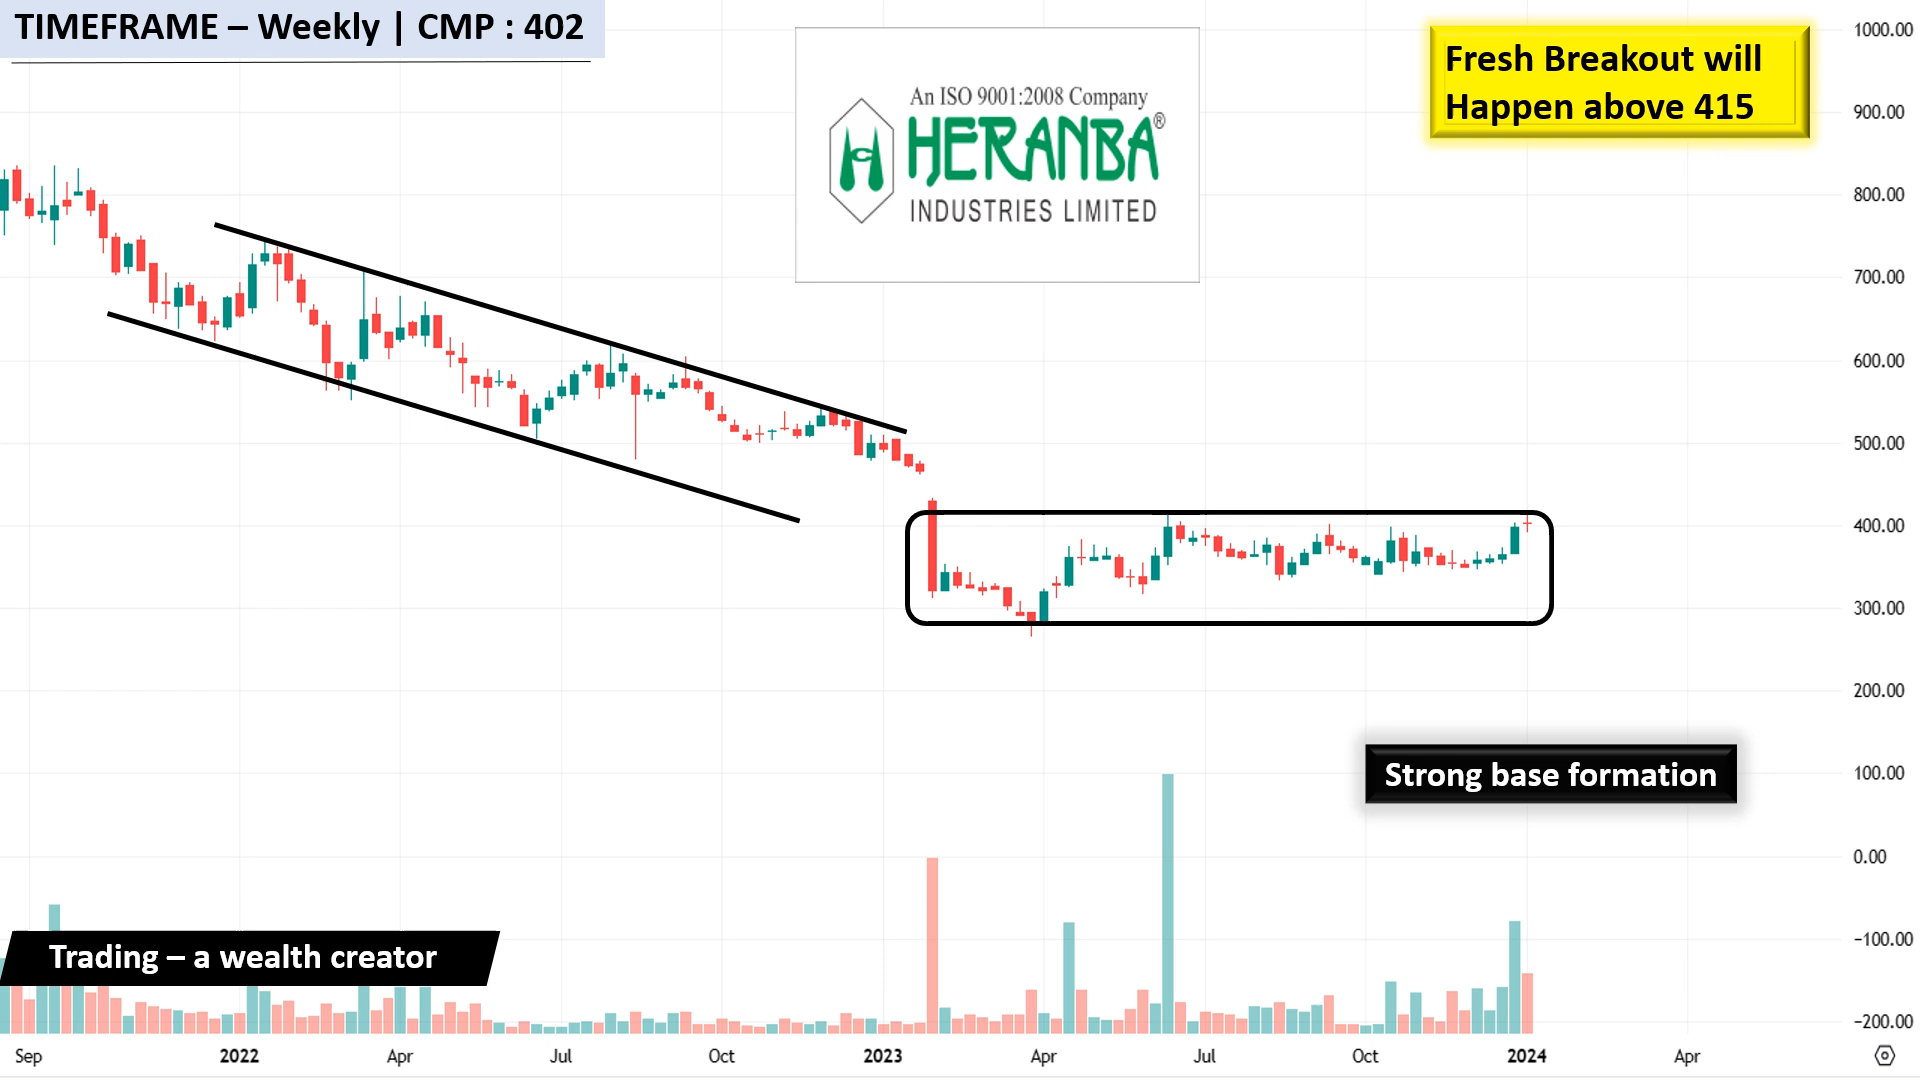 TIMEFRAME – Weekly | CMP : 402
An ISO 9001:2008 Company
HERANBA®
INDUSTRIES LIMITED
Fresh Breakout will
Happen above 415
1000.00
900.00
800.00
700.00
600.00
500.00
400.00
300.00
200.00
100.00
0.00
−100.00
−200.00
Strong base formation
Trading – a wealth creator
Sep 2022 Apr Jul Oct 2023 Apr Jul Oct 2024 Apr